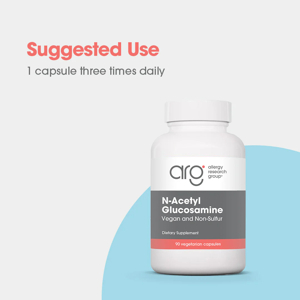 Suggested Use
1 capsule three times daily
arg
allergy
research
group
N-Acetyl
Glucosamine
Vegan and Non-Sulfur
Dietary Supplement
90 vegetarian capsules